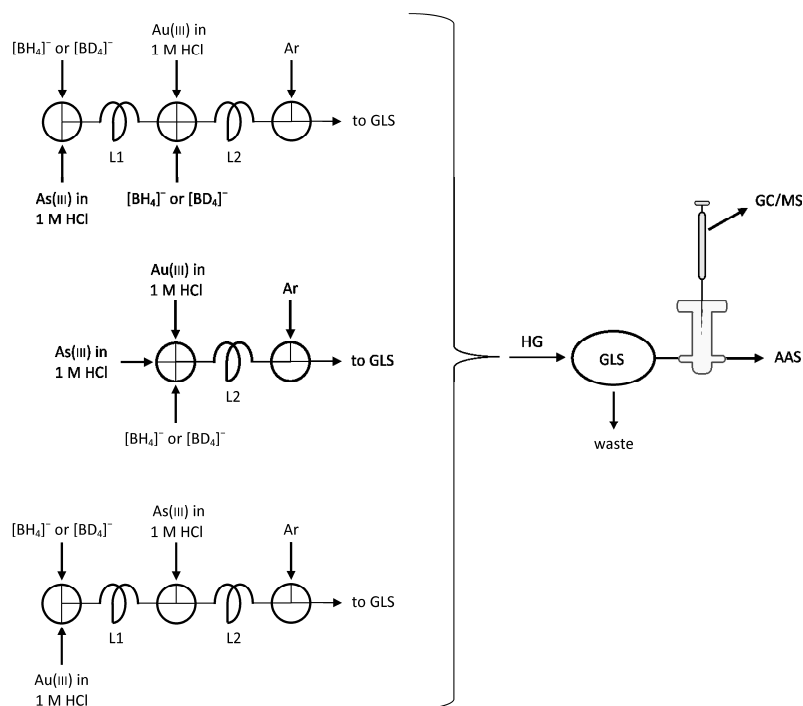 [BH₄]⁻ or [BD₄]⁻
Au(III) in
1 M HCl
Ar
to GLS
L1
L2
As(III) in
1 M HCl
[BH₄]⁻ or [BD₄]⁻
Au(III) in
1 M HCl
Ar
As(III) in
1 M HCl
to GLS
L2
[BH₄]⁻ or [BD₄]⁻
[BH₄]⁻ or [BD₄]⁻
As(III) in
1 M HCl
Ar
to GLS
L1
L2
Au(III) in
1 M HCl
GC/MS
HG
GLS
AAS
waste